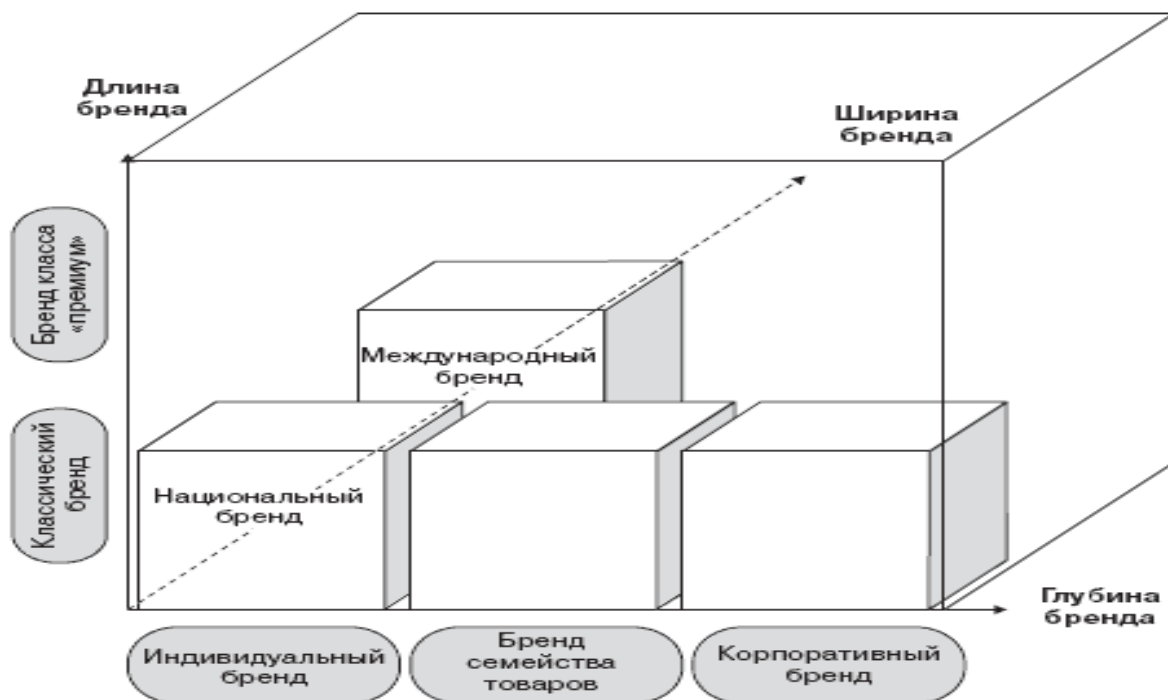 Длина
бренда
Ширина
бренда
Бренд класса
«премиум»
Международный
бренд
Классический
бренд
Национальный
бренд
Глубина
бренда
Индивидуальный
бренд
Бренд
семейства
товаров
Корпоративный
бренд